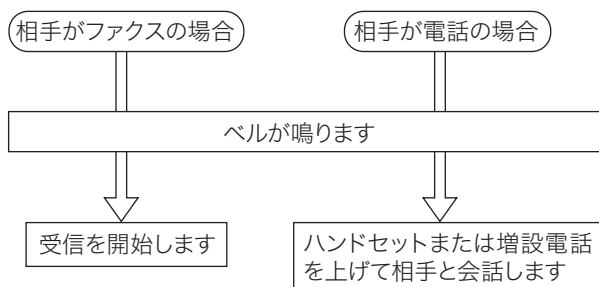 相手がファクスの場合
相手が電話の場合
ベルが鳴ります
受信を開始します
ハンドセットまたは増設電話
を上げて相手と会話します